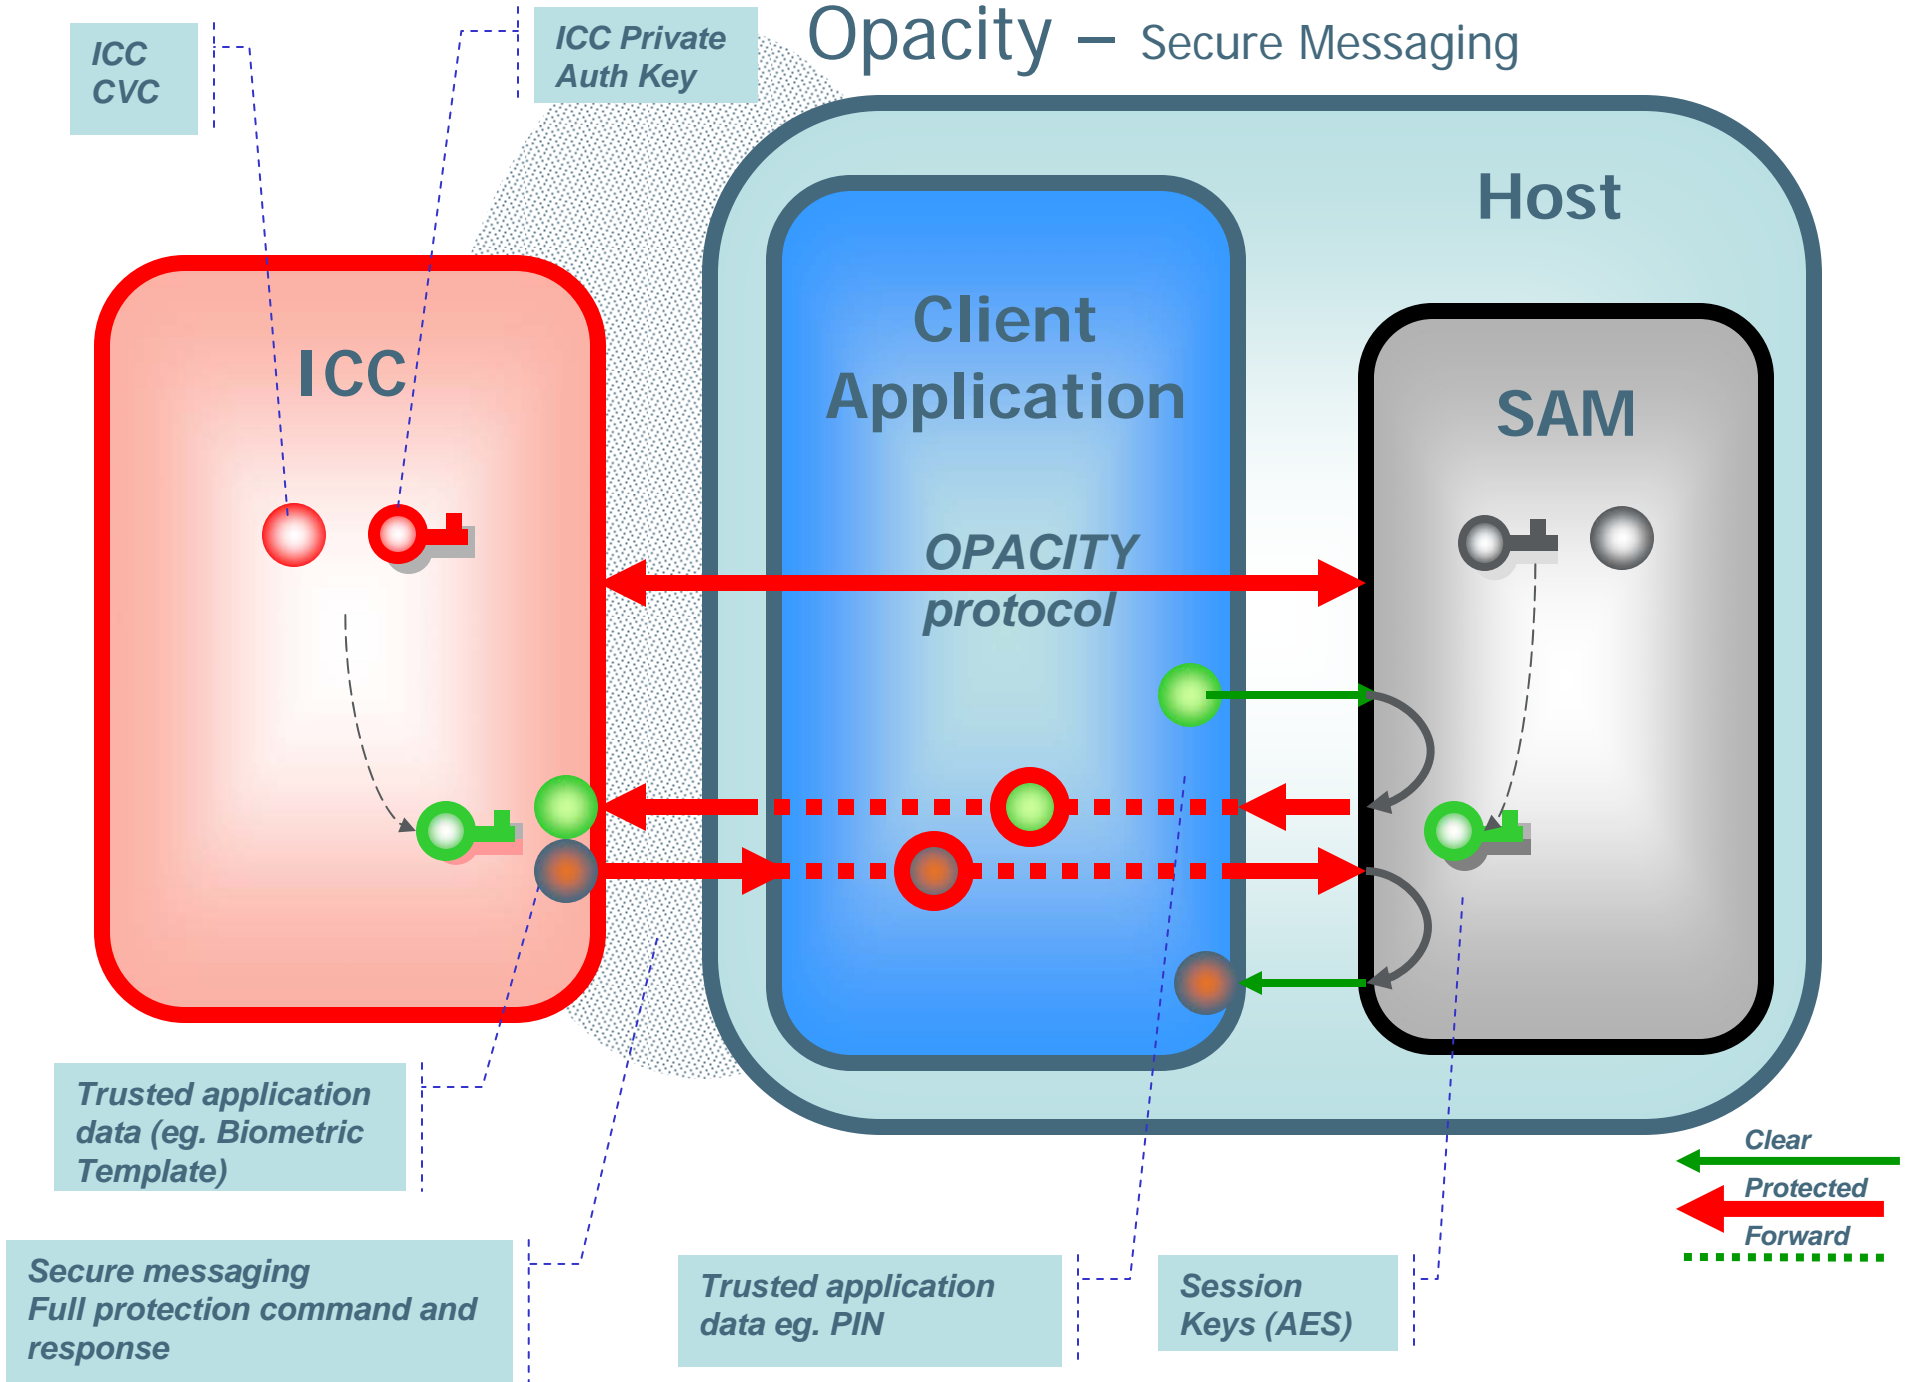 Opacity – Secure Messaging
ICC
CVC
ICC Private
Auth Key
Host
Client
Application
ICC
SAM
OPACITY
protocol
Trusted application
data (eg. Biometric
Template)
Clear
Protected
Forward
Secure messaging
Full protection command and
response
Trusted application
data eg. PIN
Session
Keys (AES)